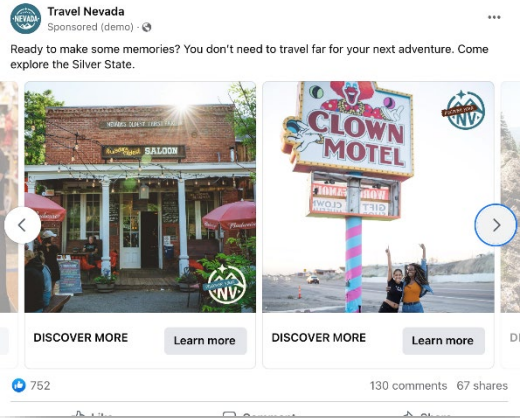 Travel Nevada
Sponsored (demo) ·
Ready to make some memories? You don't need to travel far for your next adventure. Come
explore the Silver State.
NEVADA
SALOON
NV
CLOWN
MOTEL
DISCOVER MORE
Learn more
DISCOVER MORE
Learn more
752
130 comments 67 shares